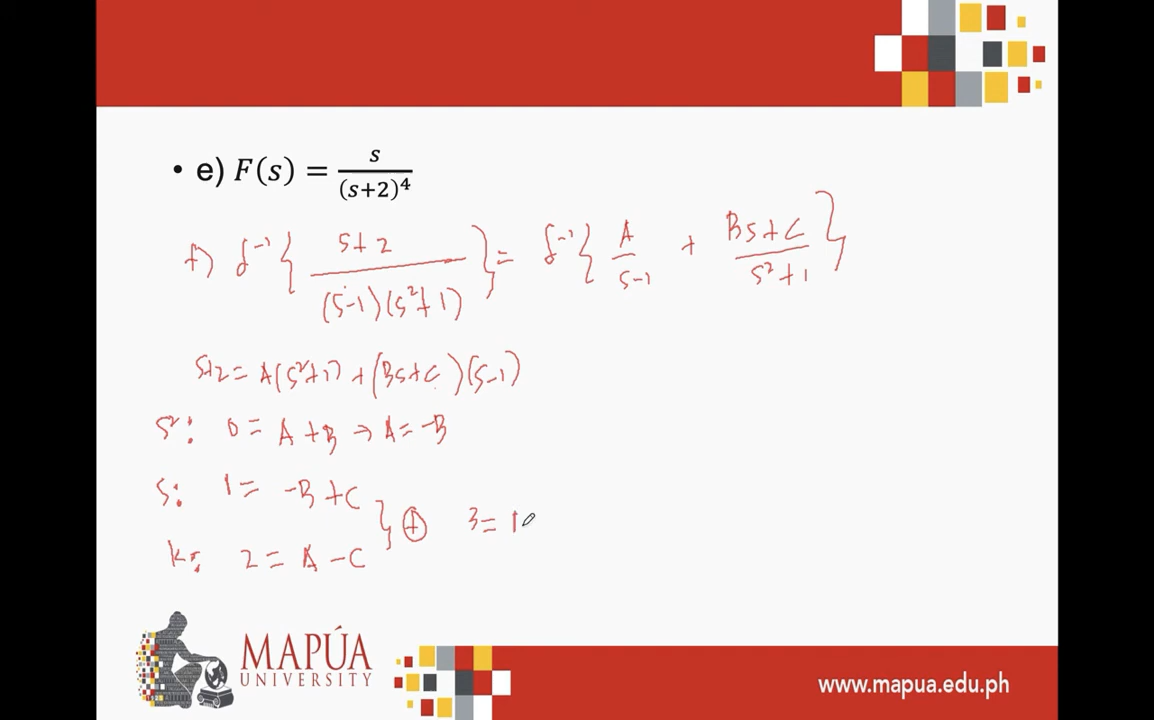 • e) F(s) = s/(s+2)⁴
f) ℒ⁻¹{ (s+2)/((s-1)(s²+1)) } = ℒ⁻¹{ A/(s-1) + (Bs+C)/(s²+1) }
s+2 = A(s²+1) + (Bs+C)(s-1)
s²: 0 = A+B → A = -B
s: 1 = -B+C
} ⊕ 3 =
k: 2 = A-C
MAPÚA
UNIVERSITY
www.mapua.edu.ph